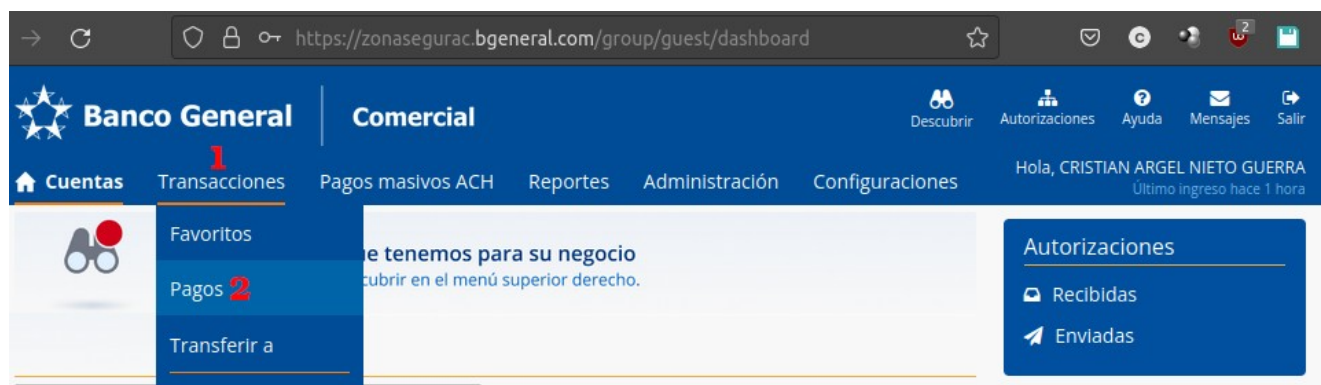 https://zonasegurac.bgeneral.com/group/guest/dashboard
2
Banco General
Comercial
Descubrir
Autorizaciones
Ayuda
Mensajes
Salir
1
Cuentas
Transacciones
Pagos masivos ACH
Reportes
Administración
Configuraciones
Hola, CRISTIAN ARGEL NIETO GUERRA
Último ingreso hace 1 hora
Favoritos
Pagos 2
Transferir a
ue tenemos para su negocio
cubrir en el menú superior derecho.
Autorizaciones
Recibidas
Enviadas